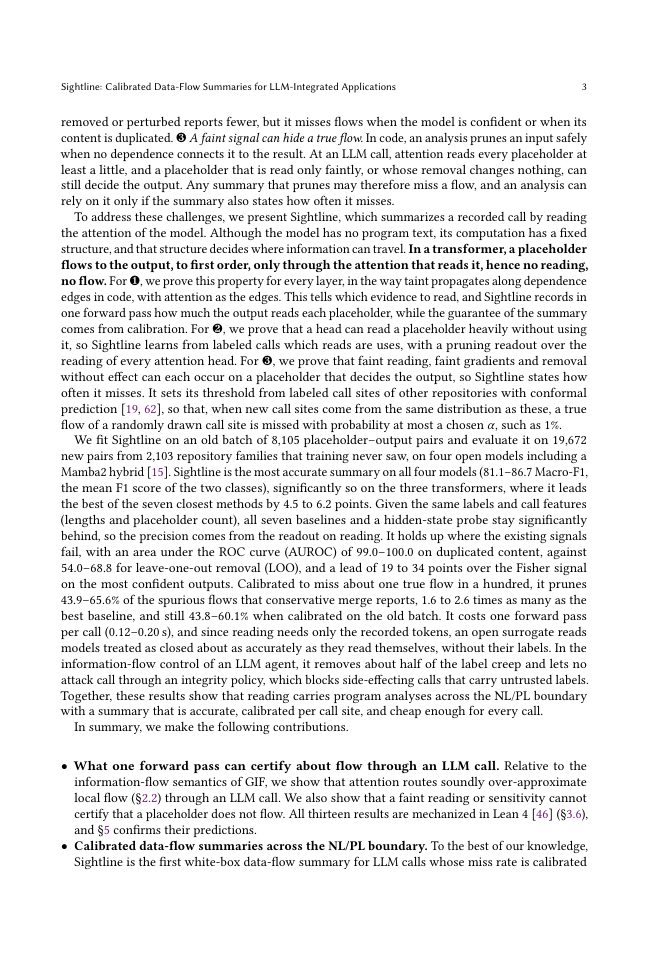 Sightline: Calibrated Data-Flow Summaries for LLM-Integrated Applications 3
removed or perturbed reports fewer, but it misses flows when the model is confident or when its
content is duplicated. ❸ A faint signal can hide a true flow. In code, an analysis prunes an input safely
when no dependence connects it to the result. At an LLM call, attention reads every placeholder at
least a little, and a placeholder that is read only faintly, or whose removal changes nothing, can
still decide the output. Any summary that prunes may therefore miss a flow, and an analysis can
rely on it only if the summary also states how often it misses.
To address these challenges, we present Sightline, which summarizes a recorded call by reading
the attention of the model. Although the model has no program text, its computation has a fixed
structure, and that structure decides where information can travel. In a transformer, a placeholder
flows to the output, to first order, only through the attention that reads it, hence no reading,
no flow. For ❶, we prove this property for every layer, in the way taint propagates along dependence
edges in code, with attention as the edges. This tells which evidence to read, and Sightline records in
one forward pass how much the output reads each placeholder, while the guarantee of the summary
comes from calibration. For ❷, we prove that a head can read a placeholder heavily without using
it, so Sightline learns from labeled calls which reads are uses, with a pruning readout over the
reading of every attention head. For ❸, we prove that faint reading, faint gradients and removal
without effect can each occur on a placeholder that decides the output, so Sightline states how
often it misses. It sets its threshold from labeled call sites of other repositories with conformal
prediction [19, 62], so that, when new call sites come from the same distribution as these, a true
flow of a randomly drawn call site is missed with probability at most a chosen α, such as 1%.
We fit Sightline on an old batch of 8,105 placeholder–output pairs and evaluate it on 19,672
new pairs from 2,103 repository families that training never saw, on four open models including a
Mamba2 hybrid [15]. Sightline is the most accurate summary on all four models (81.1–86.7 Macro-F1,
the mean F1 score of the two classes), significantly so on the three transformers, where it leads
the best of the seven closest methods by 4.5 to 6.2 points. Given the same labels and call features
(lengths and placeholder count), all seven baselines and a hidden-state probe stay significantly
behind, so the precision comes from the readout on reading. It holds up where the existing signals
fail, with an area under the ROC curve (AUROC) of 99.0–100.0 on duplicated content, against
54.0–68.8 for leave-one-out removal (LOO), and a lead of 19 to 34 points over the Fisher signal
on the most confident outputs. Calibrated to miss about one true flow in a hundred, it prunes
43.9–65.6% of the spurious flows that conservative merge reports, 1.6 to 2.6 times as many as the
best baseline, and still 43.8–60.1% when calibrated on the old batch. It costs one forward pass
per call (0.12–0.20 s), and since reading needs only the recorded tokens, an open surrogate reads
models treated as closed about as accurately as they read themselves, without their labels. In the
information-flow control of an LLM agent, it removes about half of the label creep and lets no
attack call through an integrity policy, which blocks side-effecting calls that carry untrusted labels.
Together, these results show that reading carries program analyses across the NL/PL boundary
with a summary that is accurate, calibrated per call site, and cheap enough for every call.
In summary, we make the following contributions.
• What one forward pass can certify about flow through an LLM call. Relative to the
information-flow semantics of GIF, we show that attention routes soundly over-approximate
local flow (§2.2) through an LLM call. We also show that a faint reading or sensitivity cannot
certify that a placeholder does not flow. All thirteen results are mechanized in Lean 4 [46] (§3.6),
and §5 confirms their predictions.
• Calibrated data-flow summaries across the NL/PL boundary. To the best of our knowledge,
Sightline is the first white-box data-flow summary for LLM calls whose miss rate is calibrated